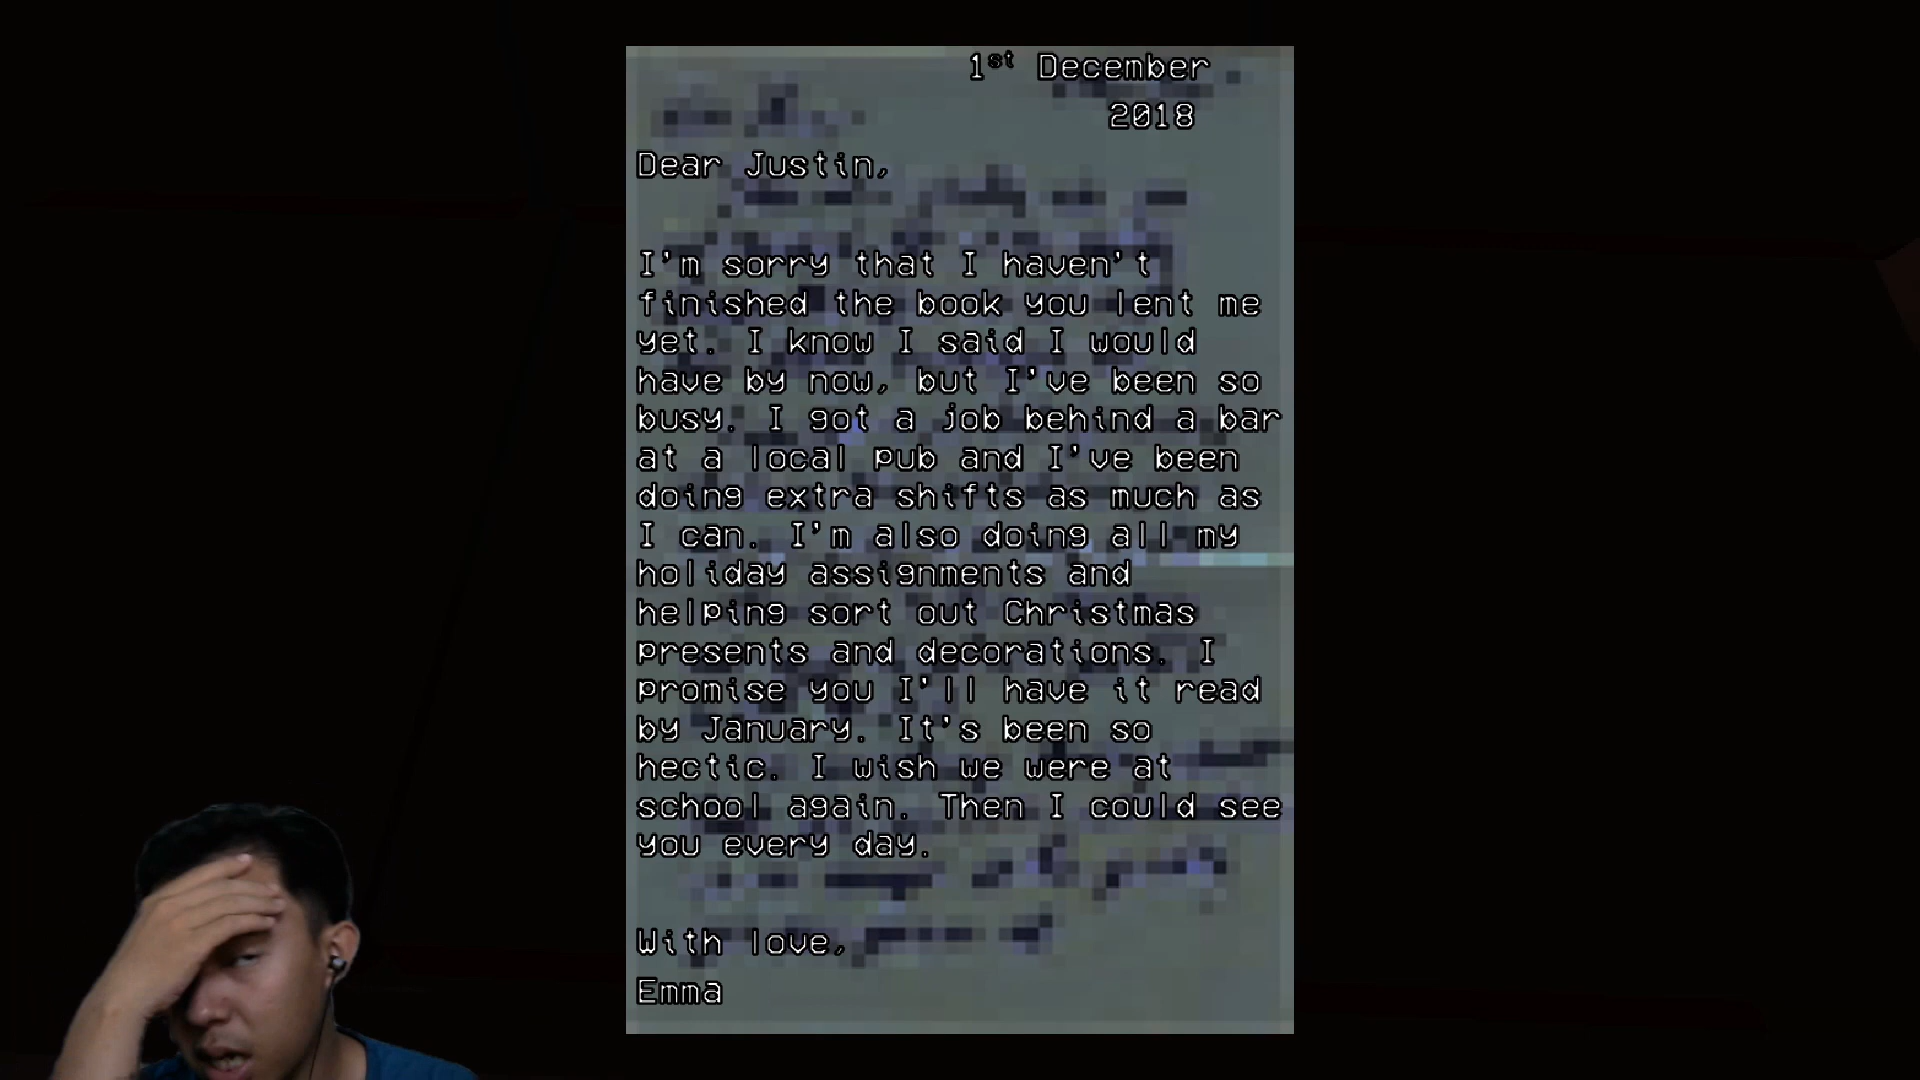 1st December
2018
Dear Justin,
I'm sorry that I haven't
finished the book you lent me
yet. I know I said I would
have by now, but I've been so
busy. I got a job behind a bar
at a local pub and I've been
doing extra shifts as much as
I can. I'm also doing all my
holiday assignments and
helping sort out Christmas
presents and decorations. I
promise you I'll have it read
by January. It's been so
hectic. I wish we were at
school again. Then I could see
you every day.
With love,
Emma